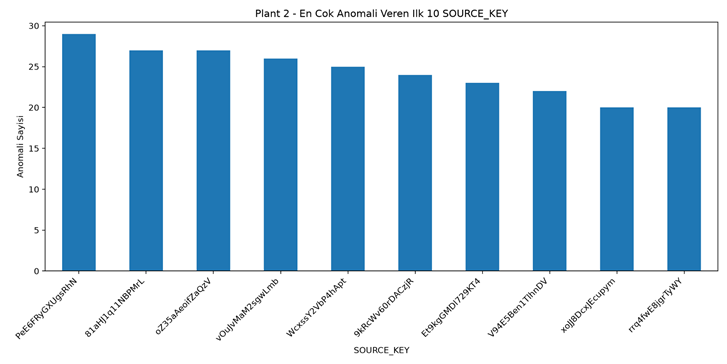 Plant 2 - En Cok Anomali Veren Ilk 10 SOURCE_KEY
Anomali Sayisi
30
25
20
15
10
5
0
PeE6FRyGXUgsRhN
81aHJ1q11NBPMrL
oZ35aAeoifZaQzV
vOuJvMaM2sgwLmb
WcxssY2VbP4hApt
9kRcWv60rDACzjR
Et9kgGMDl729KT4
V94E5Ben1TlhnDV
xoJJ8DcxJEcupym
rrq4fwE8jgrTyWY
SOURCE_KEY